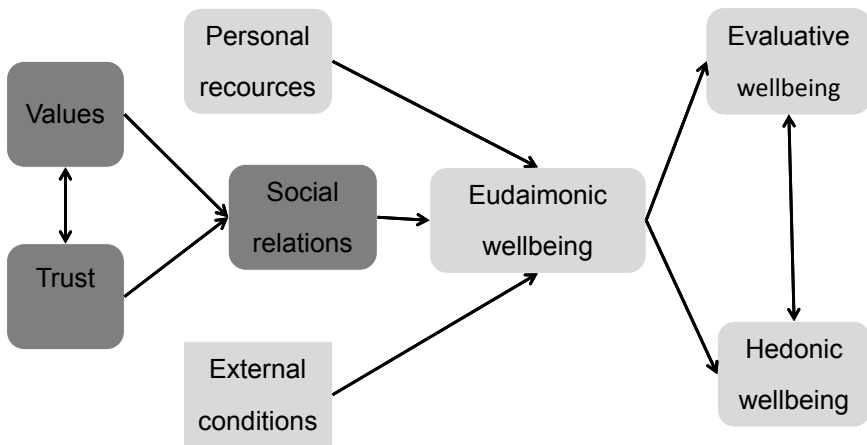 Personal
recources
Evaluative
wellbeing
Values
Social
relations
Eudaimonic
wellbeing
Trust
External
conditions
Hedonic
wellbeing